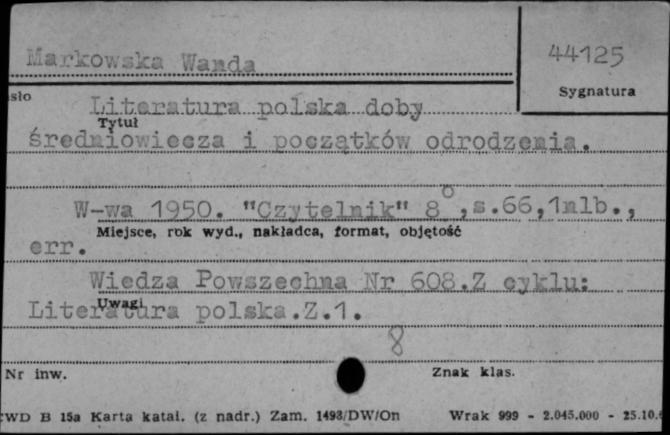 Markowska Wanda
44125
Sygnatura
sło
Literatura polska doby
Tytuł
średniowiecza i początków odrodzenia.
W-wa 1950. "Czytelnik" 8°, s.66, 1nlb.,
Miejsce, rok wyd., nakładca, format, objętość
err.
Wiedza Powszechna Nr 608. Z cyklu:
Uwagi
Literatura polska. Z.1.
8
Nr inw.
Znak klas.
WD B 15a Karta katal. (z nadr.) Zam. 1493/DW/On Wrak 999 - 2.045.000 - 25.10.